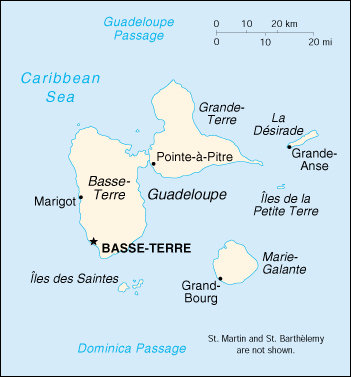 Guadeloupe
Passage
0 10 20 km
0 10 20 mi
Caribbean
Sea
Grande-
Terre
La
Désirade
Pointe-à-Pitre
Grande-
Anse
Basse-
Terre
Guadeloupe
Marigot
Îles de la
Petite Terre
BASSE-TERRE
Marie-
Galante
Îles des Saintes
Grand-
Bourg
St. Martin and St. Barthèlemy
are not shown.
Dominica Passage